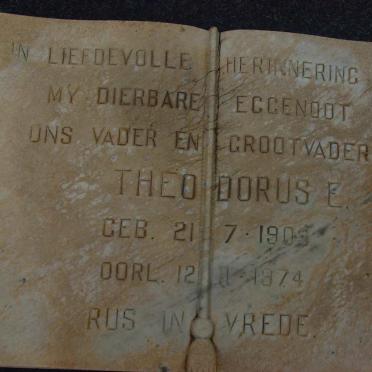 IN LIEFDEVOLLE HERINNERING
MY DIERBARE EGGENOOT
ONS VADER EN GROOTVADER
THEODORUS E.
GEB. 21 · 7 ·
OORL. 12 1974
RUS IN VREDE